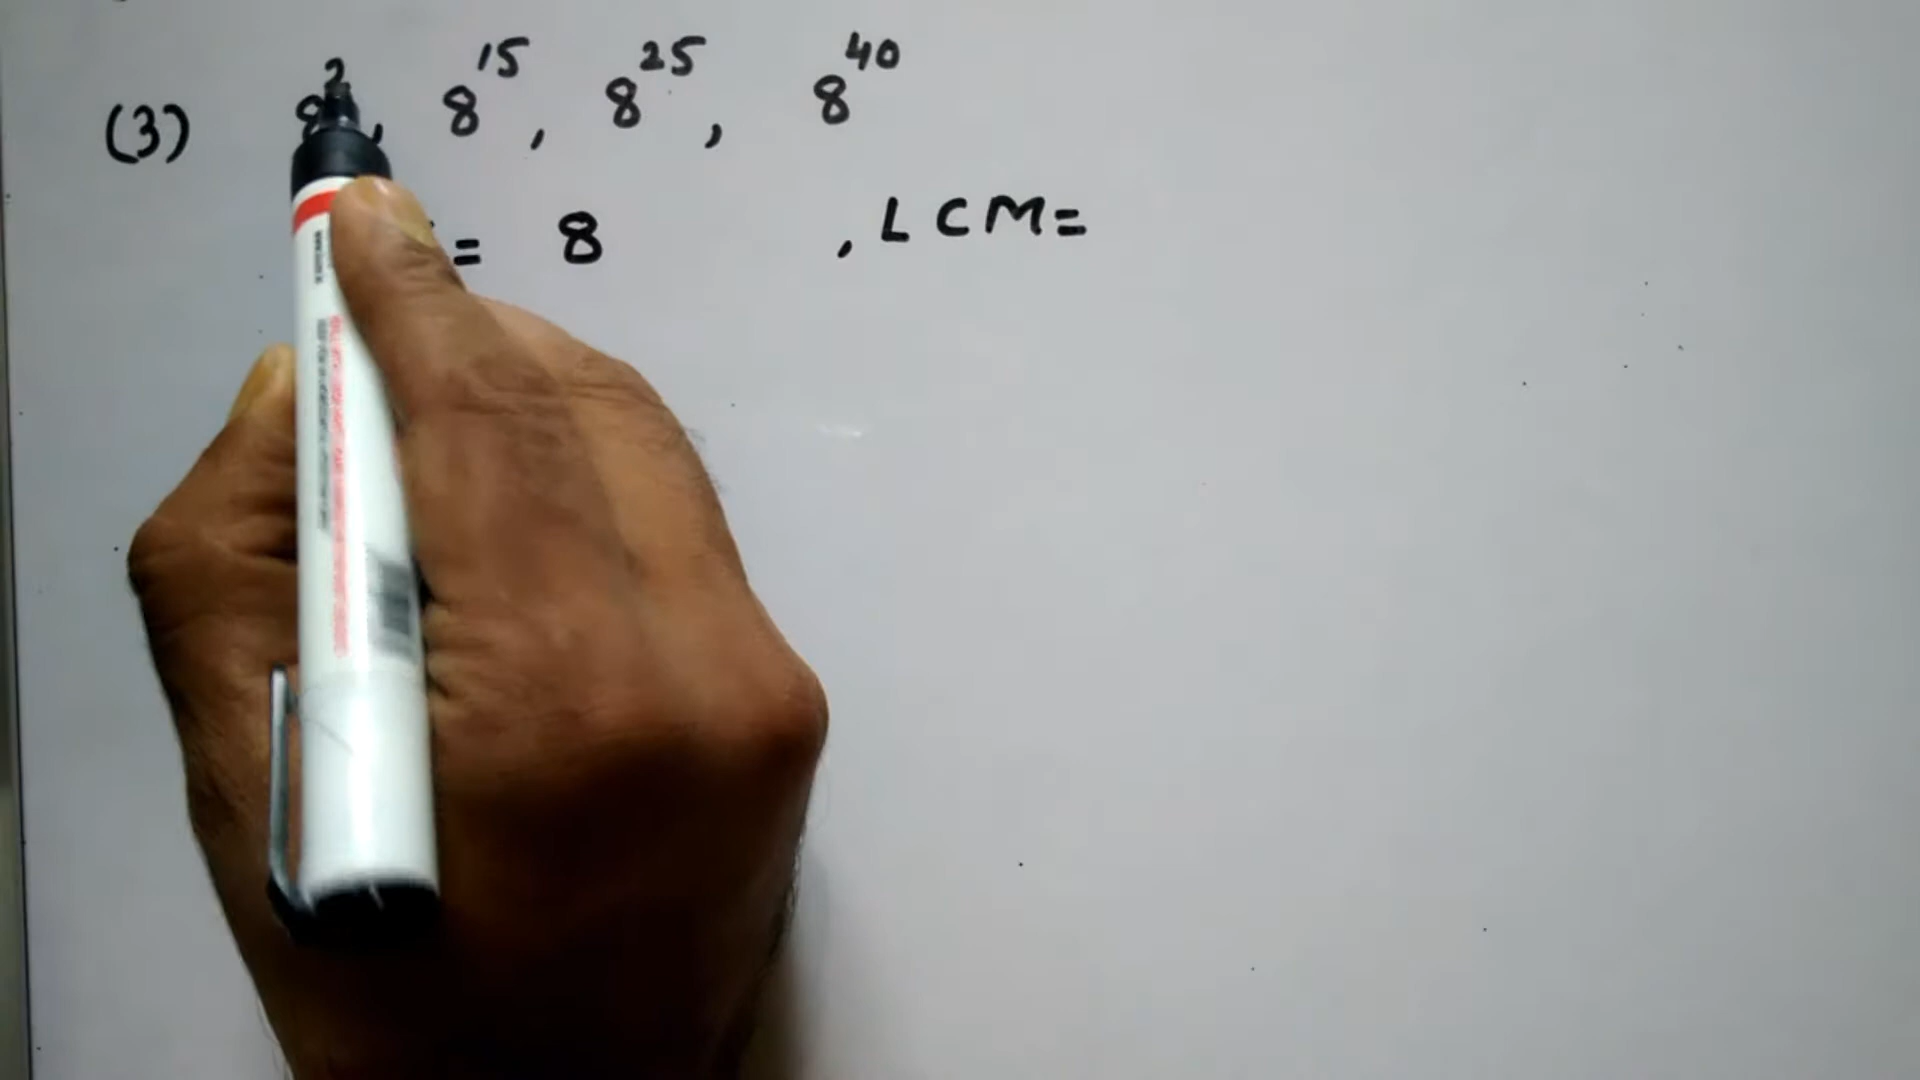 (3) 8², 8¹⁵, 8²⁵, 8⁴⁰
= 8 , LCM=